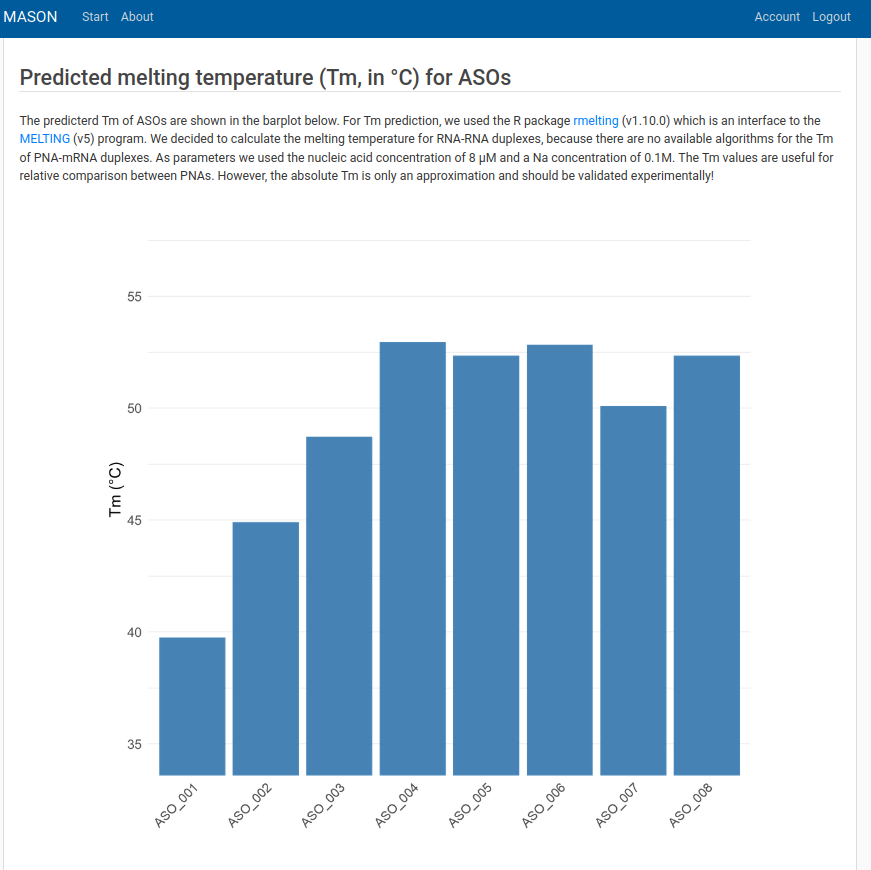 MASON Start About Account Logout
Predicted melting temperature (Tm, in °C) for ASOs
The predicterd Tm of ASOs are shown in the barplot below. For Tm prediction, we used the R package rmelting (v1.10.0) which is an interface to the
MELTING (v5) program. We decided to calculate the melting temperature for RNA-RNA duplexes, because there are no available algorithms for the Tm
of PNA-mRNA duplexes. As parameters we used the nucleic acid concentration of 8 µM and a Na concentration of 0.1M. The Tm values are useful for
relative comparison between PNAs. However, the absolute Tm is only an approximation and should be validated experimentally!
55
50
Tm (°C)
45
40
35
ASO_001 ASO_002 ASO_003 ASO_004 ASO_005 ASO_006 ASO_007 ASO_008